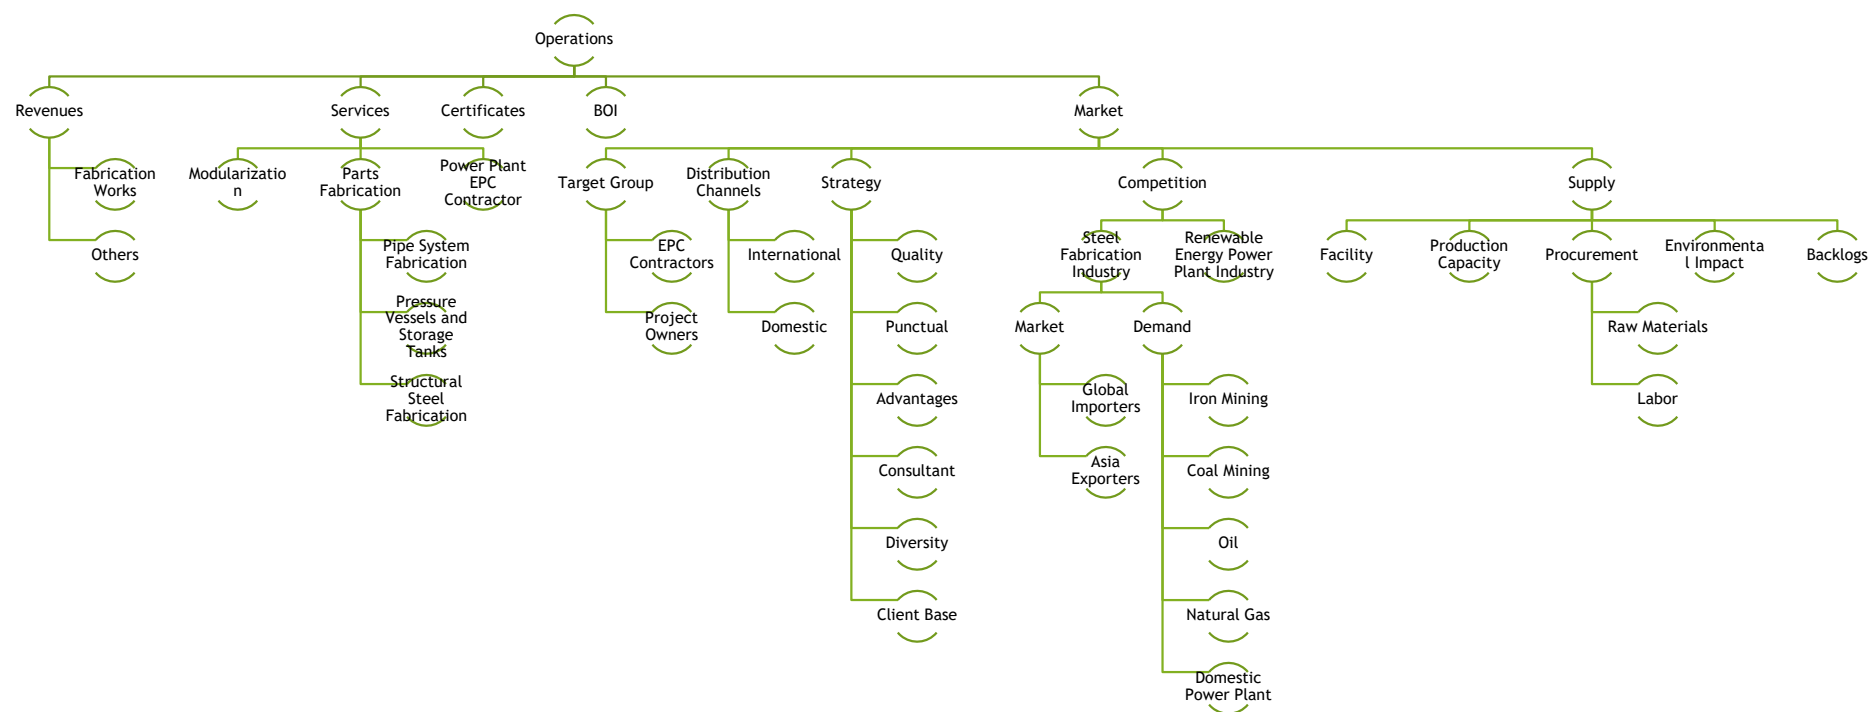 Operations
Revenues
Services
Certificates
BOI
Market
Fabrication
Works
Others
Modularizatio
n
Parts
Fabrication
Pipe System
Fabrication
Pressure
Vessels and
Storage
Tanks
Structural
Steel
Fabrication
Power Plant
EPC
Contractor
Target Group
EPC
Contractors
Project
Owners
Distribution
Channels
International
Domestic
Strategy
Quality
Punctual
Advantages
Consultant
Diversity
Client Base
Competition
Steel
Fabrication
Industry
Market
Global
Importers
Asia
Exporters
Demand
Iron Mining
Coal Mining
Oil
Natural Gas
Domestic
Power Plant
Renewable
Energy Power
Plant Industry
Supply
Facility
Production
Capacity
Procurement
Raw Materials
Labor
Environmenta
l Impact
Backlogs